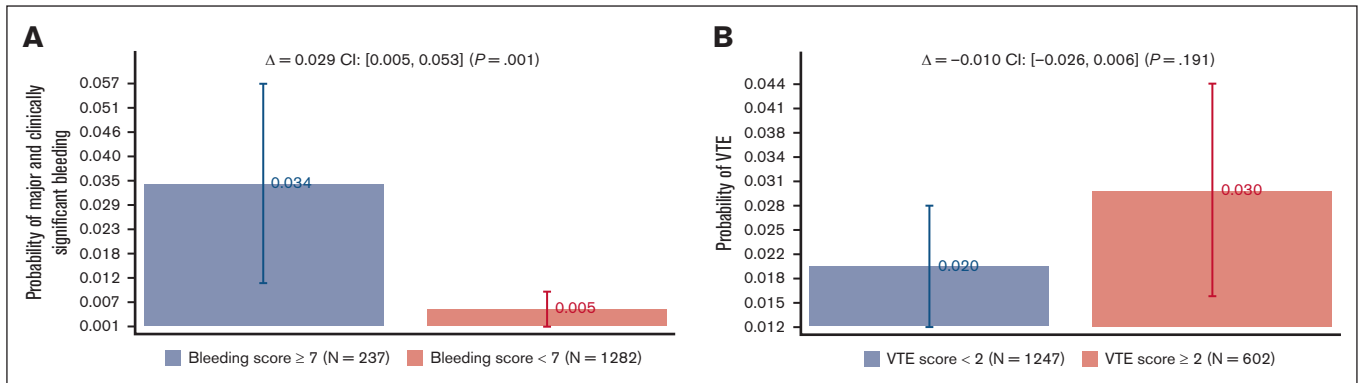 A
Δ = 0.029 CI: [0.005, 0.053] (P = .001)
Probability of major and clinically
significant bleeding
0.057
0.051
0.046
0.040
0.035
0.029
0.023
0.018
0.012
0.007
0.001
0.034
0.005
Bleeding score ≥ 7 (N = 237)
Bleeding score < 7 (N = 1282)
B
Δ = –0.010 CI: [–0.026, 0.006] (P = .191)
Probability of VTE
0.044
0.041
0.038
0.034
0.031
0.028
0.025
0.022
0.018
0.015
0.012
0.020
0.030
VTE score < 2 (N = 1247)
VTE score ≥ 2 (N = 602)